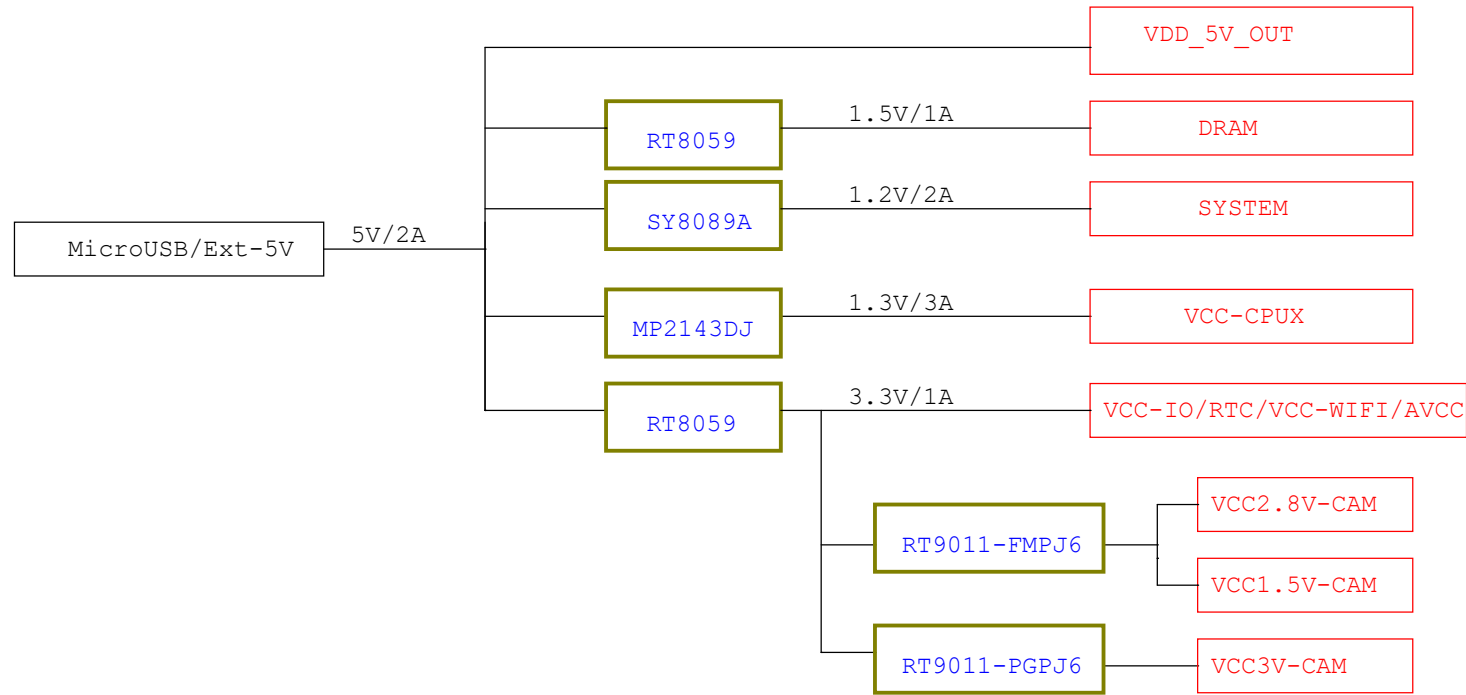 VDD_5V_OUT
1.5V/1A
RT8059
DRAM
1.2V/2A
SY8089A
SYSTEM
MicroUSB/Ext-5V
5V/2A
1.3V/3A
MP2143DJ
VCC-CPUX
3.3V/1A
RT8059
VCC-IO/RTC/VCC-WIFI/AVCC
VCC2.8V-CAM
RT9011-FMPJ6
VCC1.5V-CAM
RT9011-PGPJ6
VCC3V-CAM